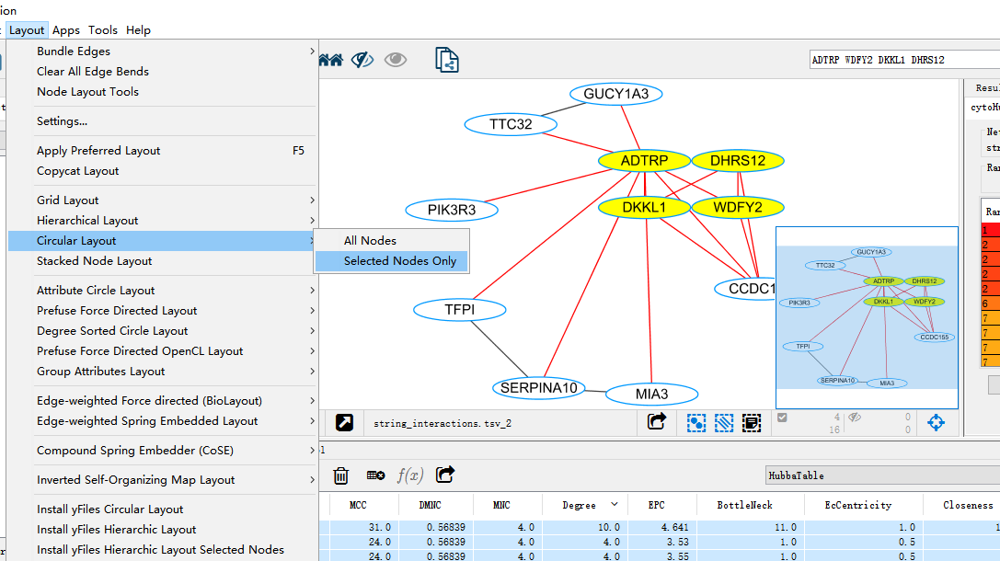 ion
Layout Apps Tools Help
Bundle Edges
Clear All Edge Bends
Node Layout Tools
Settings...
Apply Preferred Layout F5
Copycat Layout
Grid Layout
Hierarchical Layout
Circular Layout
Stacked Node Layout
Attribute Circle Layout
Prefuse Force Directed Layout
Degree Sorted Circle Layout
Prefuse Force Directed OpenCL Layout
Group Attributes Layout
Edge-weighted Force directed (BioLayout)
Edge-weighted Spring Embedded Layout
Compound Spring Embedder (CoSE)
Inverted Self-Organizing Map Layout
Install yFiles Circular Layout
Install yFiles Hierarchic Layout
Install yFiles Hierarchic Layout Selected Nodes
All Nodes
Selected Nodes Only
ADTRP WDFY2 DKKL1 DHRS12
GUCY1A3
TTC32
ADTRP DHRS12
PIK3R3
DKKL1 WDFY2
CCDC1
TFPI
SERPINA10
MIA3
GUCY1A3
TTC32
ADTRP DHRS12
PIK3R3
DKKL1 WDFY2
CCDC155
TFPI
SERPINA10
MIA3
Resul
cytoHu
Ne
str
Ran
Ran
1
2
2
2
2
6
7
7
7
7
string_interactions.tsv_2
4 0
16 0
f(x)
HubbaTable
MCC DMNC MNC Degree EPC BottleNeck EcCentricity Closeness
31.0 0.56839 4.0 10.0 4.641 11.0 1.0 1
24.0 0.56839 4.0 4.0 3.53 1.0 0.5
24.0 0.56839 4.0 4.0 3.55 1.0 0.5